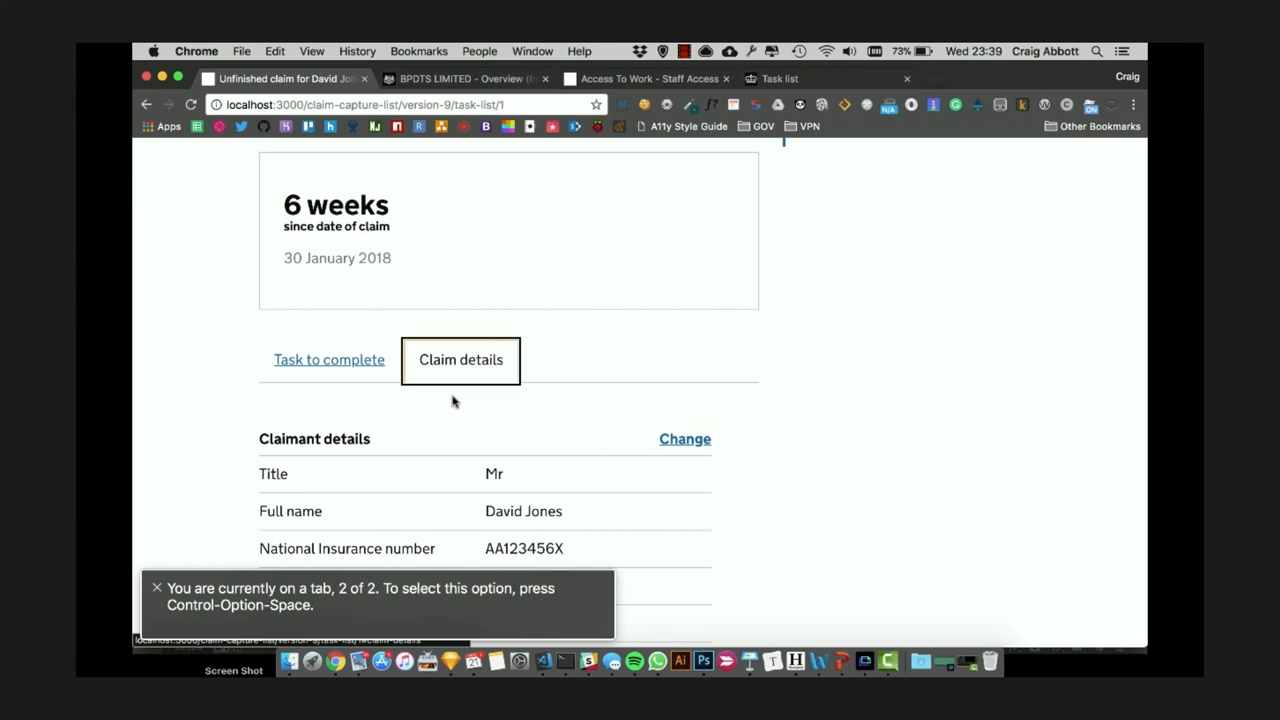 Chrome File Edit View History Bookmarks People Window Help 73% Wed 23:39 Craig Abbott
Unfinished claim for David Jon BPDTS LIMITED - Overview Access To Work - Staff Access Task list Craig
localhost:3000/claim-capture-list/version-9/task-list/1
Apps A11y Style Guide GOV VPN Other Bookmarks
6 weeks
since date of claim
30 January 2018
Task to complete Claim details
Claimant details Change
Title Mr
Full name David Jones
National Insurance number AA123456X
You are currently on a tab, 2 of 2. To select this option, press
Control-Option-Space.
Screen Shot